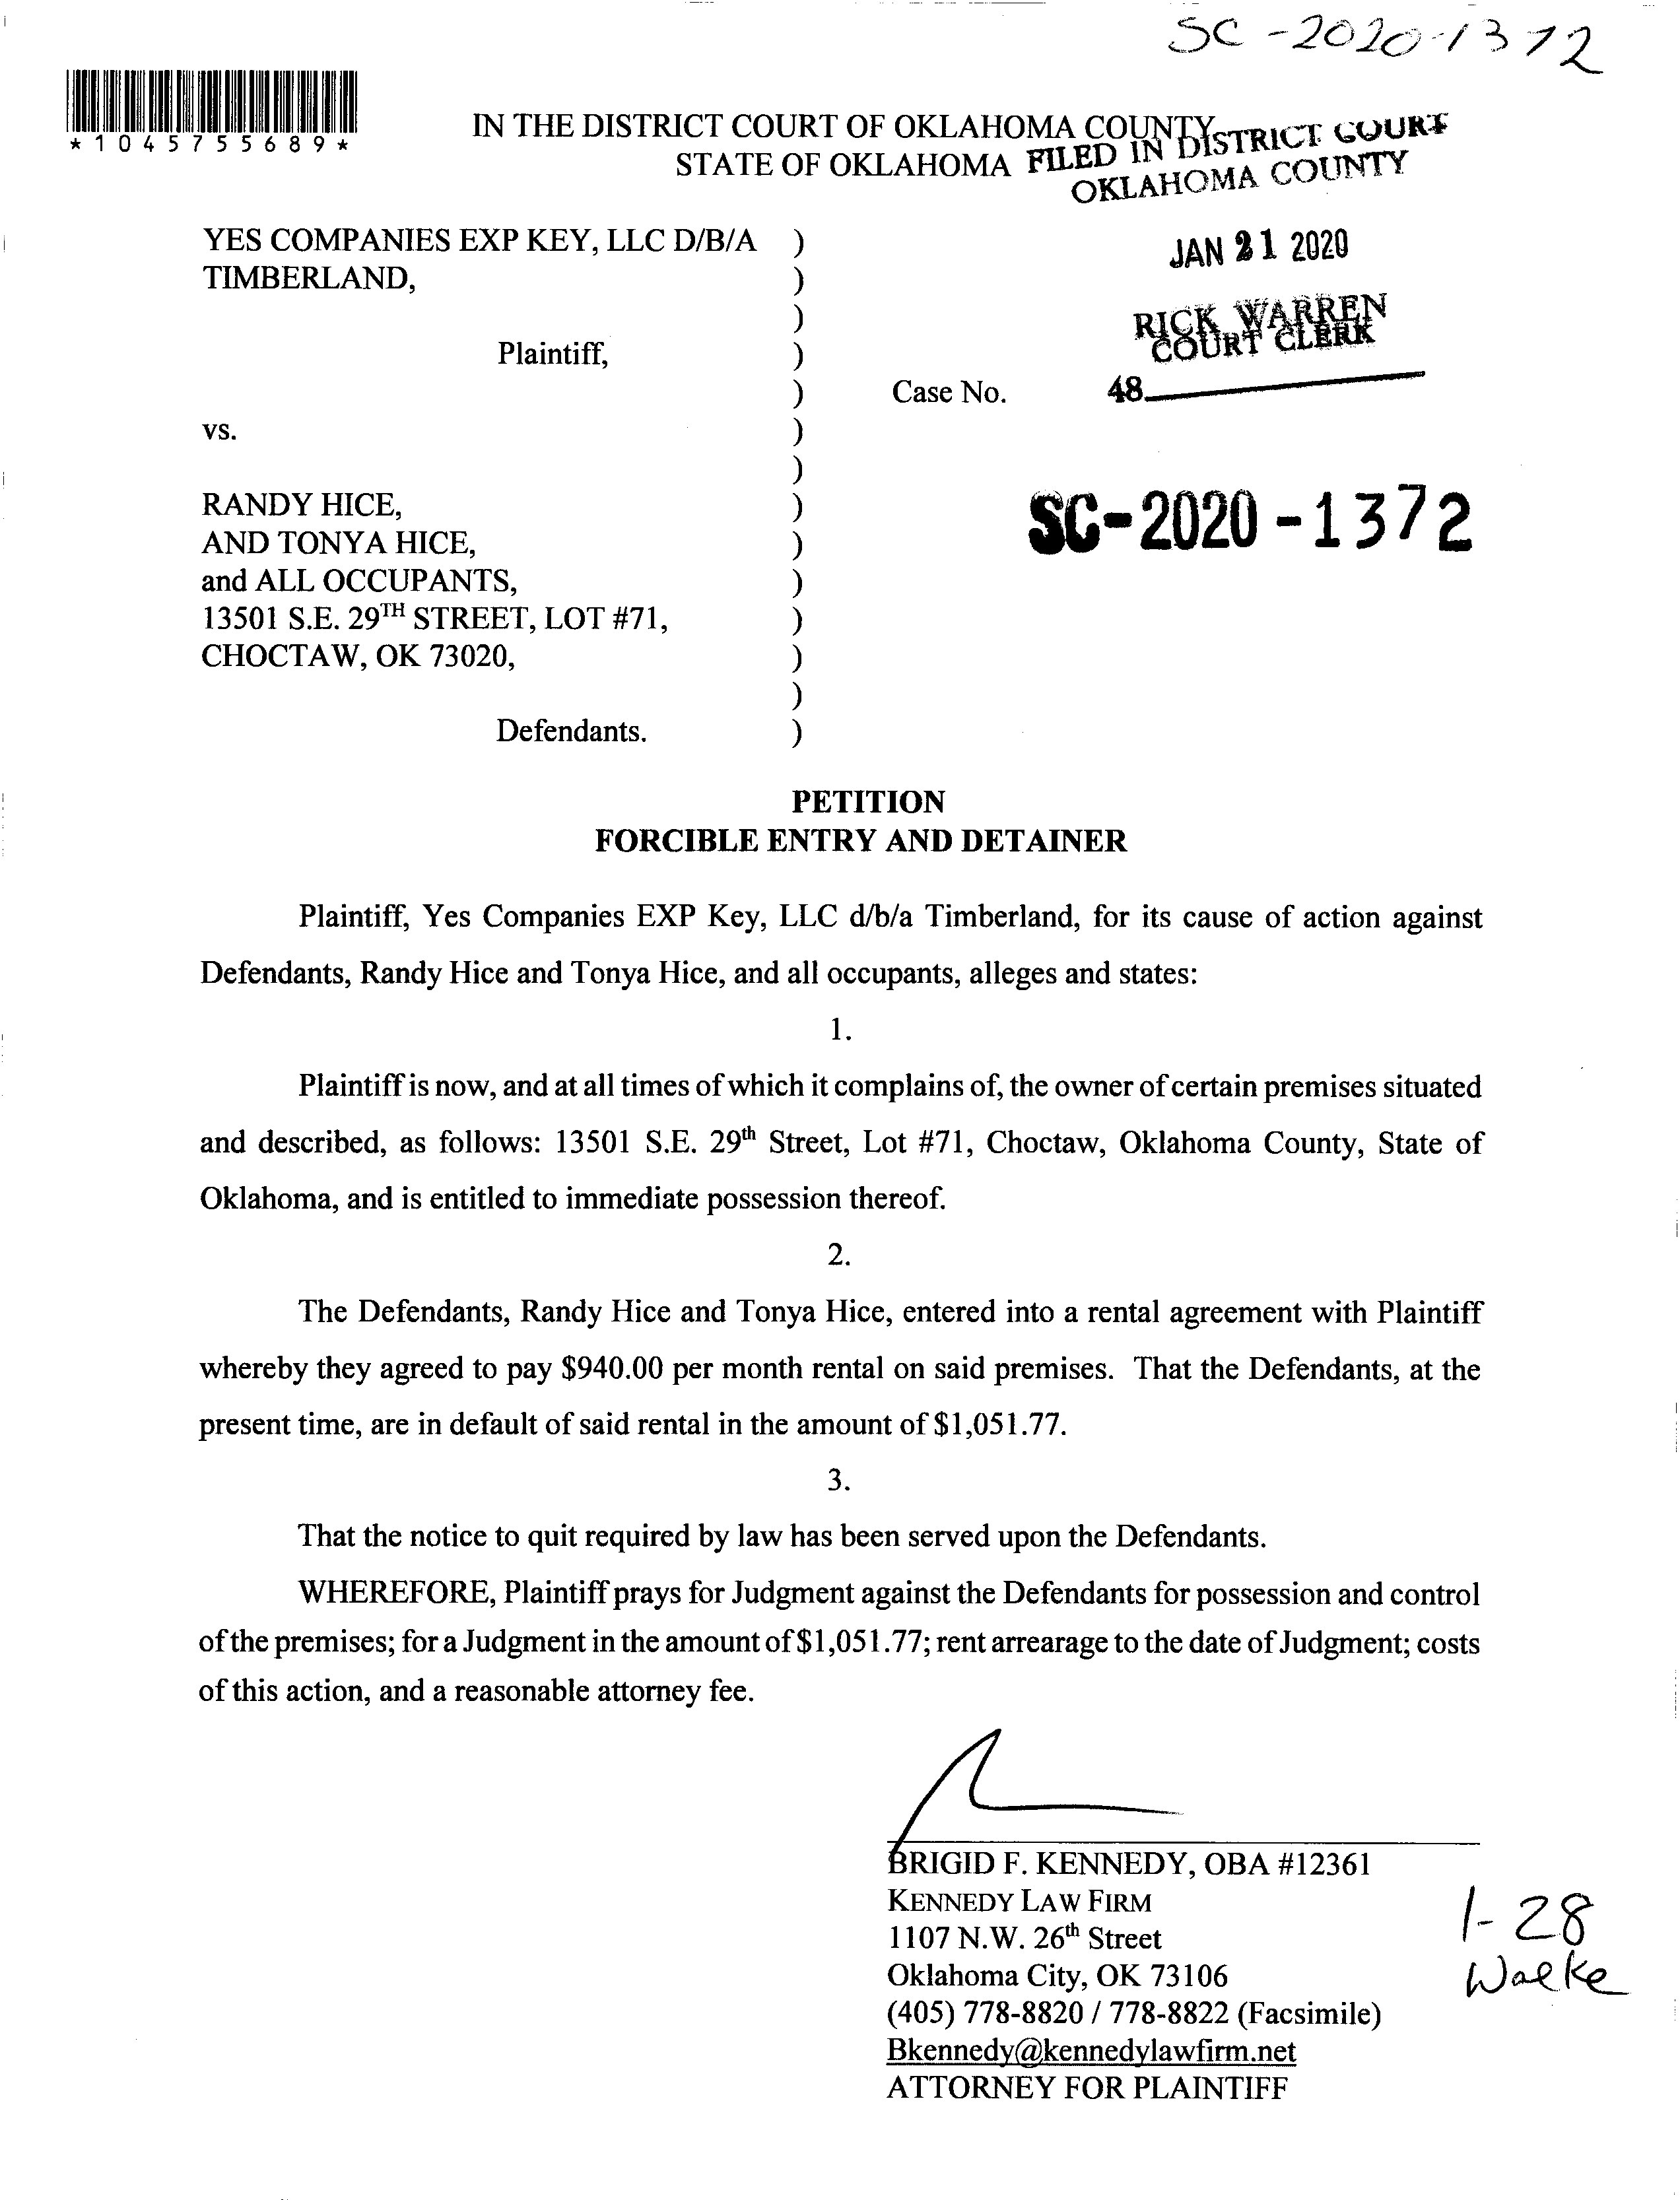 SC-2020-1372
*1045755689*
IN THE DISTRICT COURT OF OKLAHOMA COUNTY
STATE OF OKLAHOMA
FILED IN DISTRICT COURT
OKLAHOMA COUNTY
JAN 21 2020
RICK WARREN
COURT CLERK
48
YES COMPANIES EXP KEY, LLC D/B/A )
TIMBERLAND, )
)
Plaintiff, )
) Case No.
vs. )
)
RANDY HICE, )
SC-2020-1372
AND TONYA HICE, )
and ALL OCCUPANTS, )
13501 S.E. 29TH STREET, LOT #71, )
CHOCTAW, OK 73020, )
)
Defendants. )
PETITION
FORCIBLE ENTRY AND DETAINER
Plaintiff, Yes Companies EXP Key, LLC d/b/a Timberland, for its cause of action against
Defendants, Randy Hice and Tonya Hice, and all occupants, alleges and states:
1.
Plaintiff is now, and at all times of which it complains of, the owner of certain premises situated
and described, as follows: 13501 S.E. 29th Street, Lot #71, Choctaw, Oklahoma County, State of
Oklahoma, and is entitled to immediate possession thereof.
2.
The Defendants, Randy Hice and Tonya Hice, entered into a rental agreement with Plaintiff
whereby they agreed to pay $940.00 per month rental on said premises. That the Defendants, at the
present time, are in default of said rental in the amount of $1,051.77.
3.
That the notice to quit required by law has been served upon the Defendants.
WHEREFORE, Plaintiff prays for Judgment against the Defendants for possession and control
of the premises; for a Judgment in the amount of $1,051.77; rent arrearage to the date of Judgment; costs
of this action, and a reasonable attorney fee.
BRIGID F. KENNEDY, OBA #12361
KENNEDY LAW FIRM
1107 N.W. 26th Street
Oklahoma City, OK 73106
(405) 778-8820 / 778-8822 (Facsimile)
Bkennedy@kennedylawfirm.net
ATTORNEY FOR PLAINTIFF
1-28
Walke